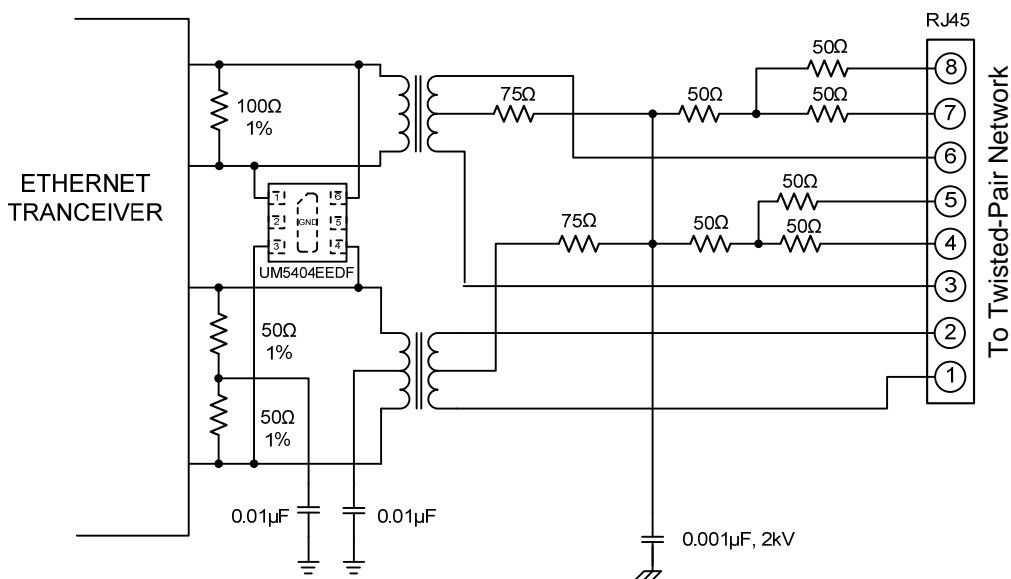 RJ45
50Ω
8
75Ω
50Ω
50Ω
7
100Ω
1%
6
ETHERNET
TRANCEIVER
1
6
2
GND
5
3
4
UM5404EEDF
50Ω
5
75Ω
50Ω
50Ω
4
3
50Ω
1%
2
1
50Ω
1%
0.01µF
0.01µF
0.001µF, 2kV
To Twisted-Pair Network